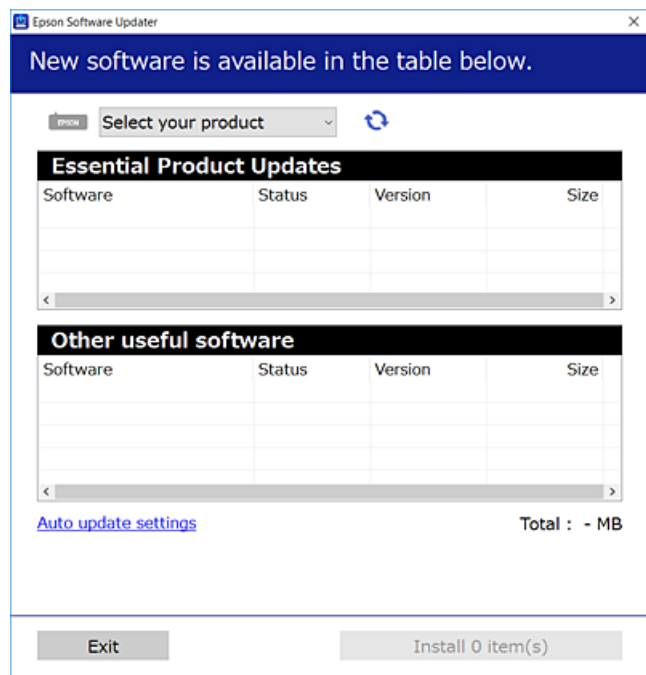 Epson Software Updater
New software is available in the table below.
EPSON Select your product
Essential Product Updates
Software Status Version Size
Other useful software
Software Status Version Size
Auto update settings Total : - MB
Exit Install 0 item(s)